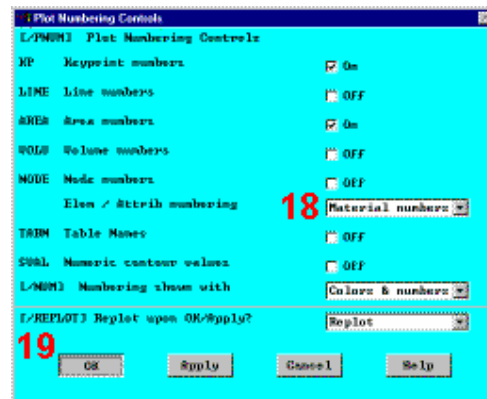 Plot Numbering Controls
[/PNUM] Plot Numbering Controls
KP Keypoint numbers On
LINE Line numbers Off
AREA Area numbers On
VOLU Volume numbers Off
NODE Node numbers Off
Elem / Attrib numbering 18 Material numbers
TABN Table Names Off
SVAL Numeric contour values Off
[/NUM] Numbering shown with Colors & numbers
[/REPLOT] Replot upon OK/Apply? Replot
19
OK Apply Cancel Help